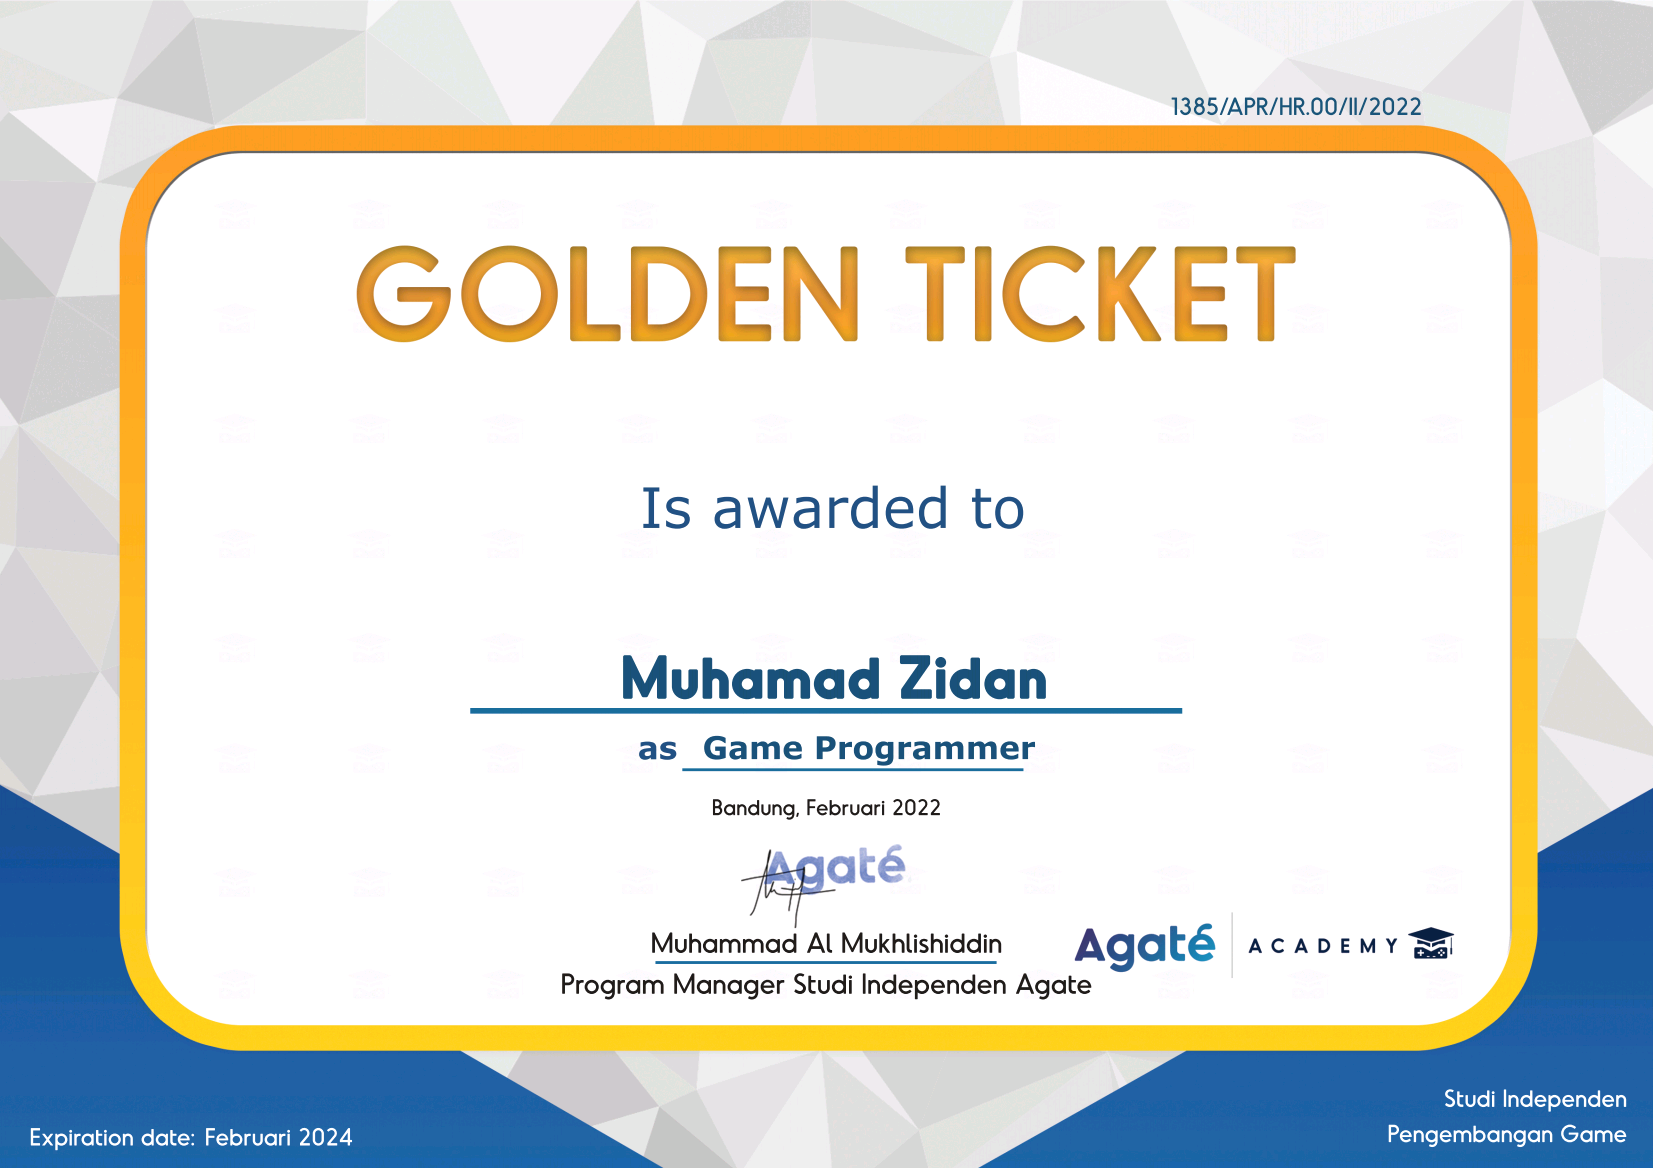 1385/APR/HR.00/II/2022
GOLDEN TICKET
Is awarded to
Muhamad Zidan
as Game Programmer
Bandung, Februari 2022
Agaté
Muhammad Al Mukhlishiddin
Program Manager Studi Independen Agate
Agaté ACADEMY
Studi Independen
Pengembangan Game
Expiration date: Februari 2024